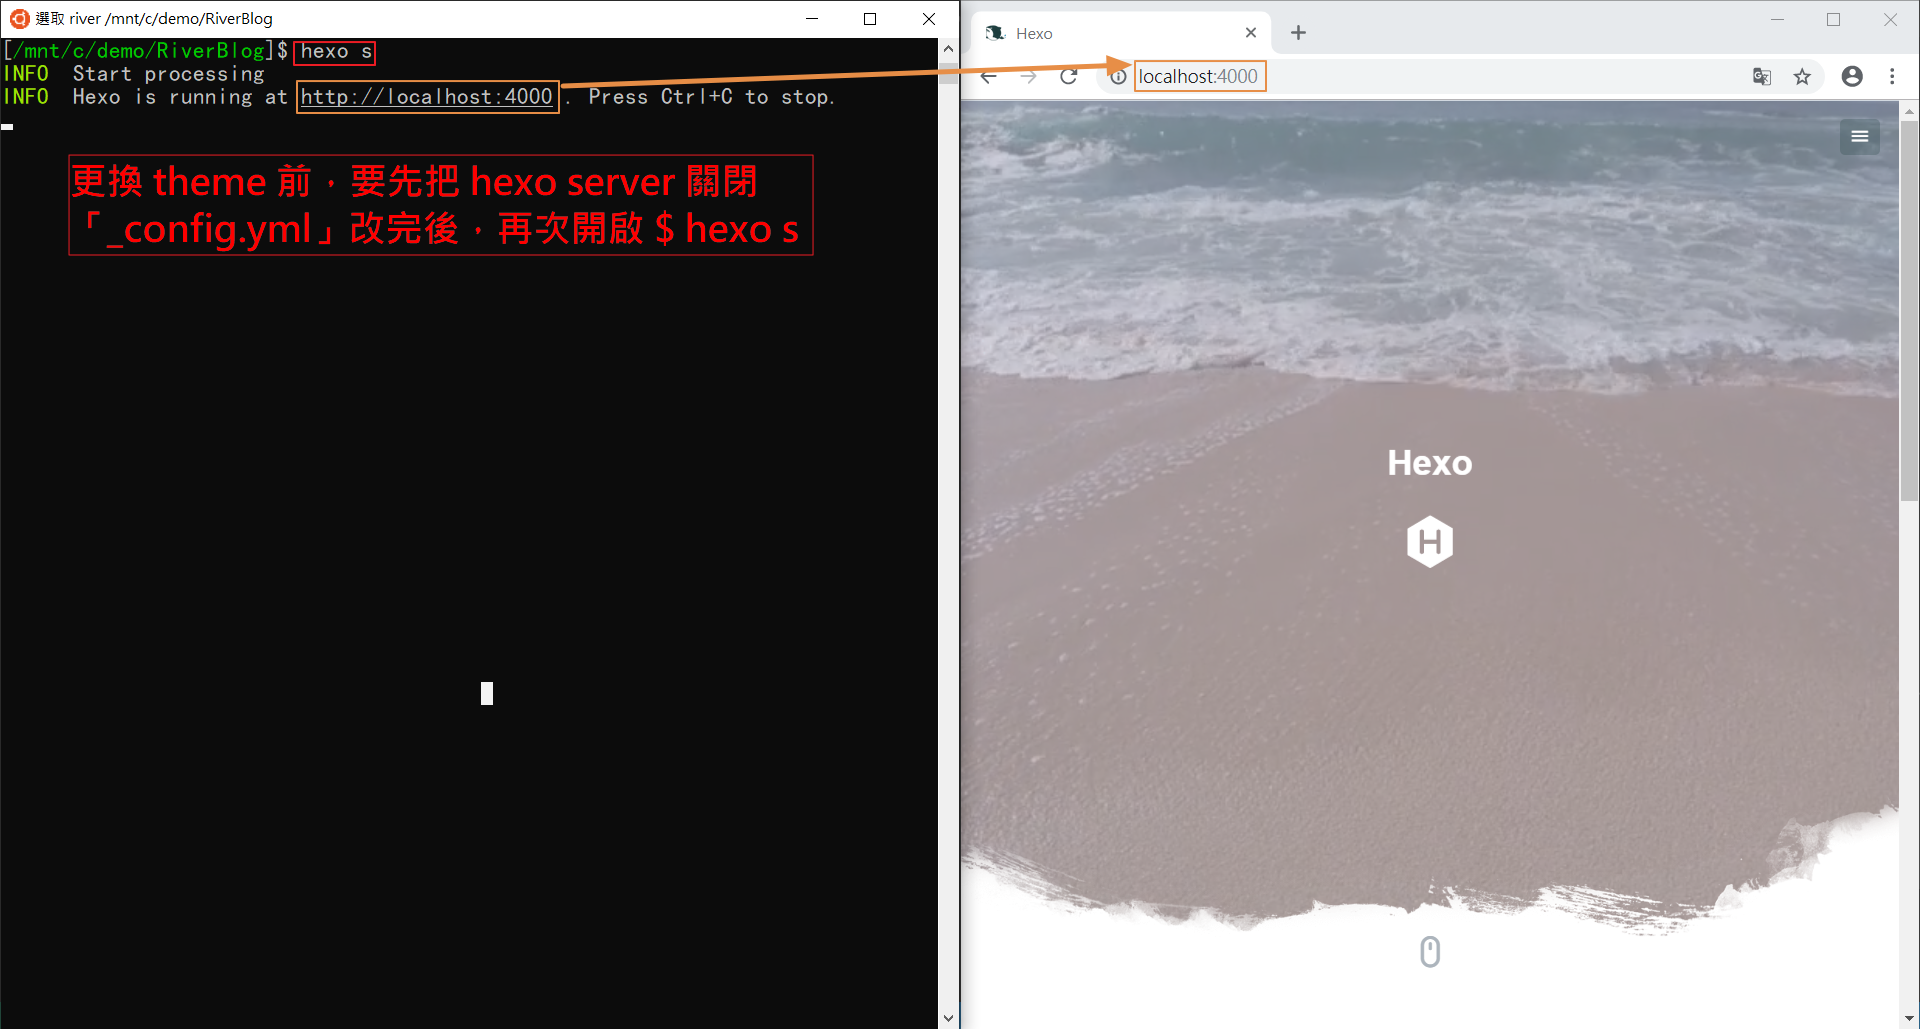 選取 river /mnt/c/demo/RiverBlog
[/mnt/c/demo/RiverBlog]$ hexo s
INFO  Start processing
INFO  Hexo is running at http://localhost:4000 . Press Ctrl+C to stop.
更換 theme 前，要先把 hexo server 關閉
「_config.yml」改完後，再次開啟 $ hexo s
Hexo
localhost:4000
Hexo
H